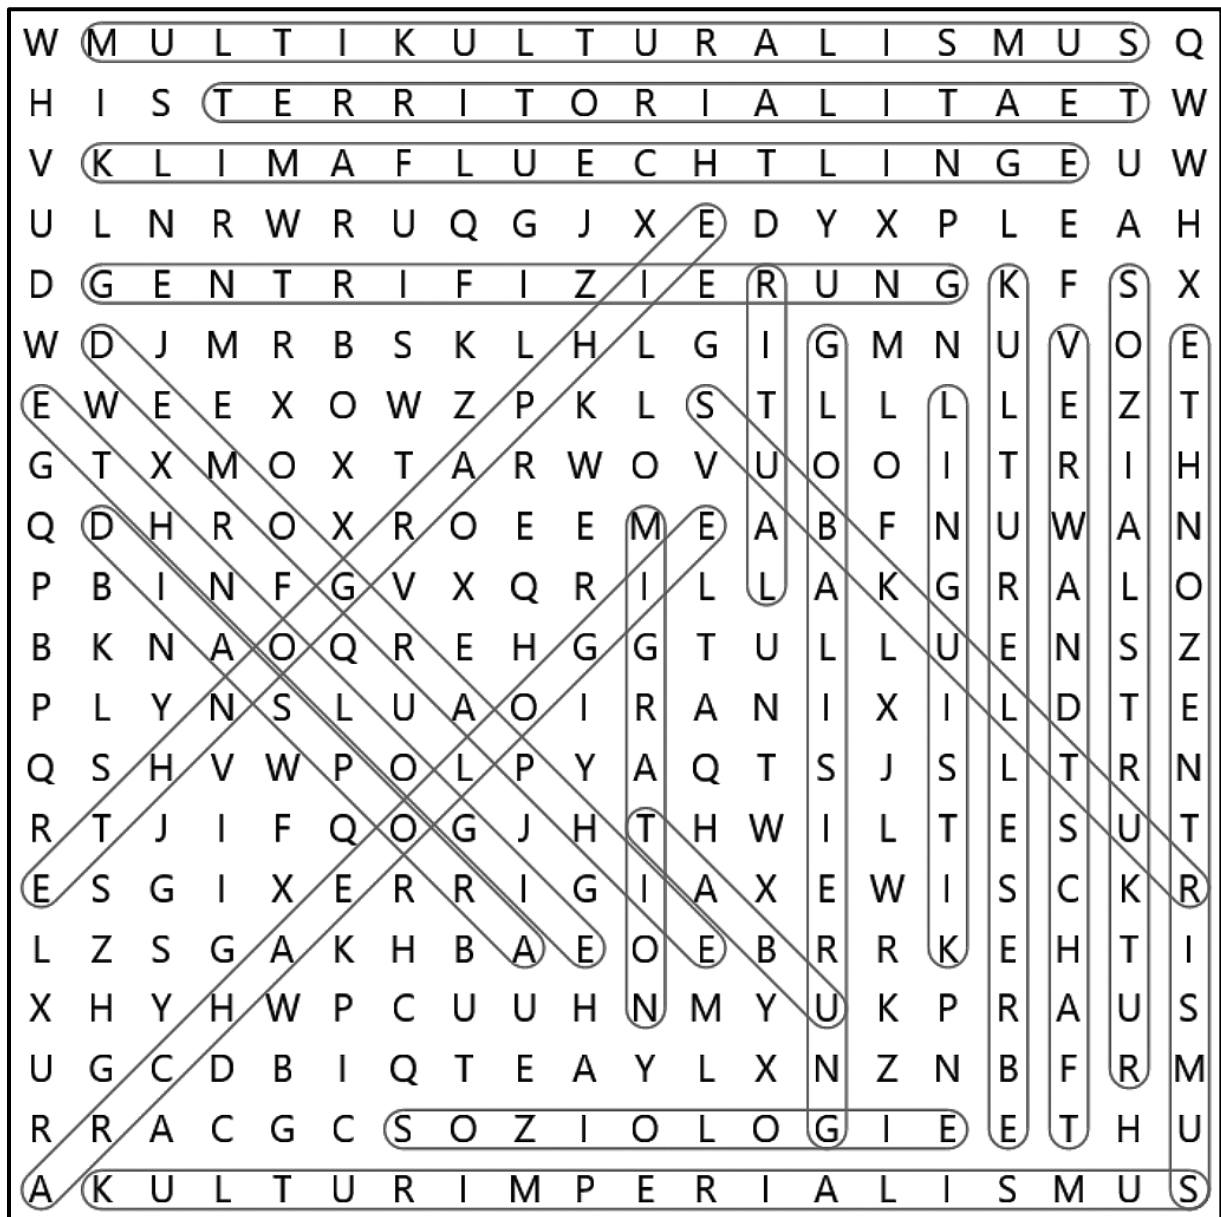 W M U L T I K U L T U R A L I S M U S Q
H I S T E R R I T O R I A L I T A E T W
V K L I M A F L U E C H T L I N G E U W
U L N R W R U Q G J X E D Y X P L E A H
D G E N T R I F I Z I E R U N G K F S X
W D J M R B S K L H L G I G M N U V O E
E W E E X O W Z P K L S T L L L L E Z T
G T X M O X T A R W O V U O O I T R I H
Q D H R O X R O E E M E A B F N U W A N
P B I N F G V X Q R I L L A K G R A L O
B K N A O Q R E H G G T U L L U E N S Z
P L Y N S L U A O I R A N I X I L D T E
Q S H V W P O L P Y A Q T S J S L T R N
R T J I F Q O G J H T H W I L T E S U T
E S G I X E R R I G I A X E W I S C K R
L Z S G A K H B A E O E B R R K E H T I
X H Y H W P C U U H N M Y U K P R A U S
U G C D B I Q T E A Y L X N Z N B F R M
R R A C G C S O Z I O L O G I E E T H U
A K U L T U R I M P E R I A L I S M U S